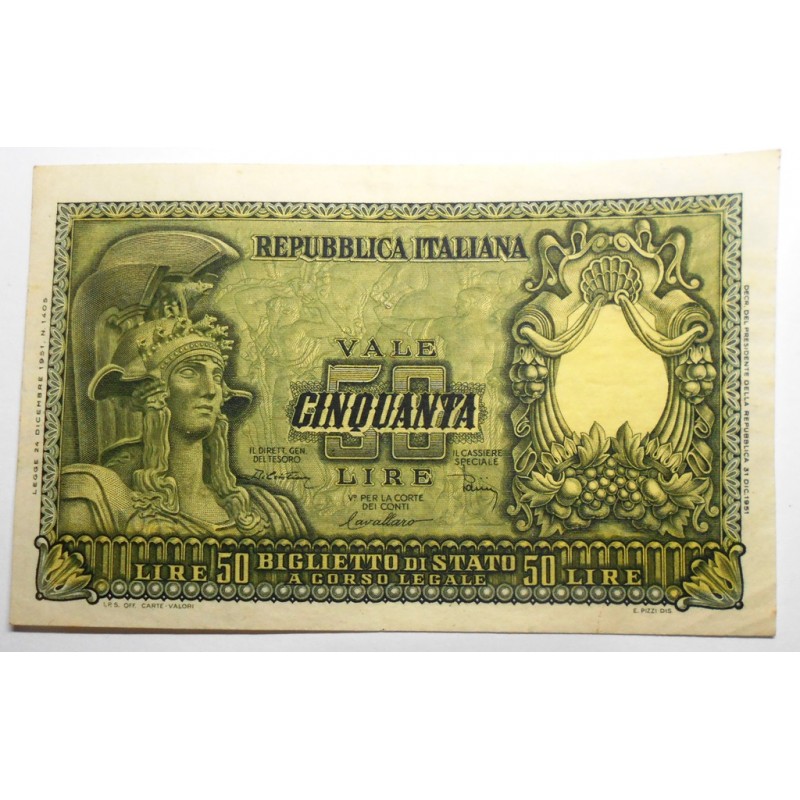 REPUBBLICA ITALIANA
VALE
50
CINQUANTA
LIRE
IL DIRETT. GEN.
DEL TESORO
IL CASSIERE
SPECIALE
Vº PER LA CORTE
DEI CONTI
Cavallaro
LIRE 50 BIGLIETTO DI STATO 50 LIRE
A CORSO LEGALE
I.P.S. OFF. CARTE-VALORI
E. PIZZI DIS.
LEGGE 24 DICEMBRE 1951, N. 1405
DECR. DEL PRESIDENTE DELLA REPUBBLICA 31 DIC. 1951